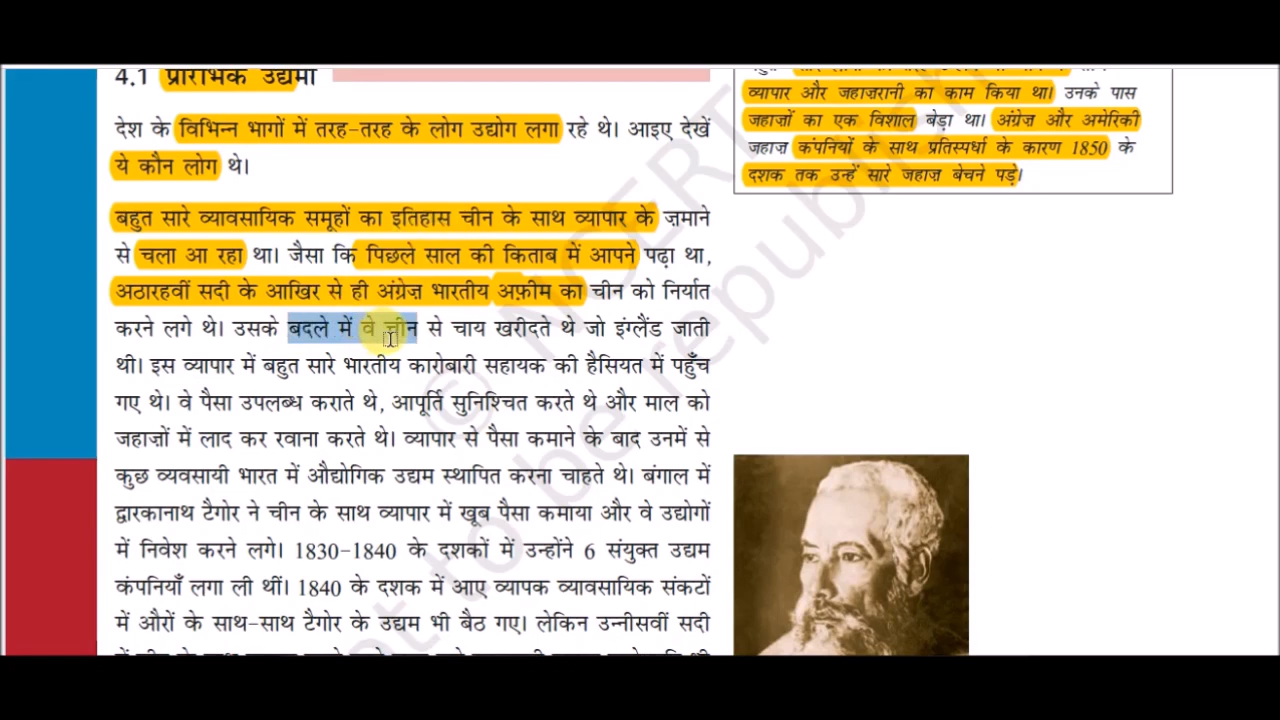 4.1 प्रारंभिक उद्यमी
देश के विभिन्न भागों में तरह-तरह के लोग उद्योग लगा रहे थे। आइए देखें
ये कौन लोग थे।
बहुत सारे व्यावसायिक समूहों का इतिहास चीन के साथ व्यापार के ज़माने
से चला आ रहा था। जैसा कि पिछले साल की किताब में आपने पढ़ा था,
अठारहवीं सदी के आखिर से ही अंग्रेज़ भारतीय अफ़ीम का चीन को निर्यात
करने लगे थे। उसके बदले में वे चीन से चाय खरीदते थे जो इंग्लैंड जाती
थी। इस व्यापार में बहुत सारे भारतीय कारोबारी सहायक की हैसियत में पहुँच
गए थे। वे पैसा उपलब्ध कराते थे, आपूर्ति सुनिश्चित करते थे और माल को
जहाज़ों में लाद कर रवाना करते थे। व्यापार से पैसा कमाने के बाद उनमें से
कुछ व्यवसायी भारत में औद्योगिक उद्यम स्थापित करना चाहते थे। बंगाल में
द्वारकानाथ टैगोर ने चीन के साथ व्यापार में खूब पैसा कमाया और वे उद्योगों
में निवेश करने लगे। 1830-1840 के दशकों में उन्होंने 6 संयुक्त उद्यम
कंपनियाँ लगा ली थीं। 1840 के दशक में आए व्यापक व्यावसायिक संकटों
में औरों के साथ-साथ टैगोर के उद्यम भी बैठ गए। लेकिन उन्नीसवीं सदी
व्यापार और जहाज़रानी का काम किया था। उनके पास
जहाज़ों का एक विशाल बेड़ा था। अंग्रेज़ और अमेरिकी
जहाज़ कंपनियों के साथ प्रतिस्पर्धा के कारण 1850 के
दशक तक उन्हें सारे जहाज़ बेचने पड़े।
© NCERT
not to be republished